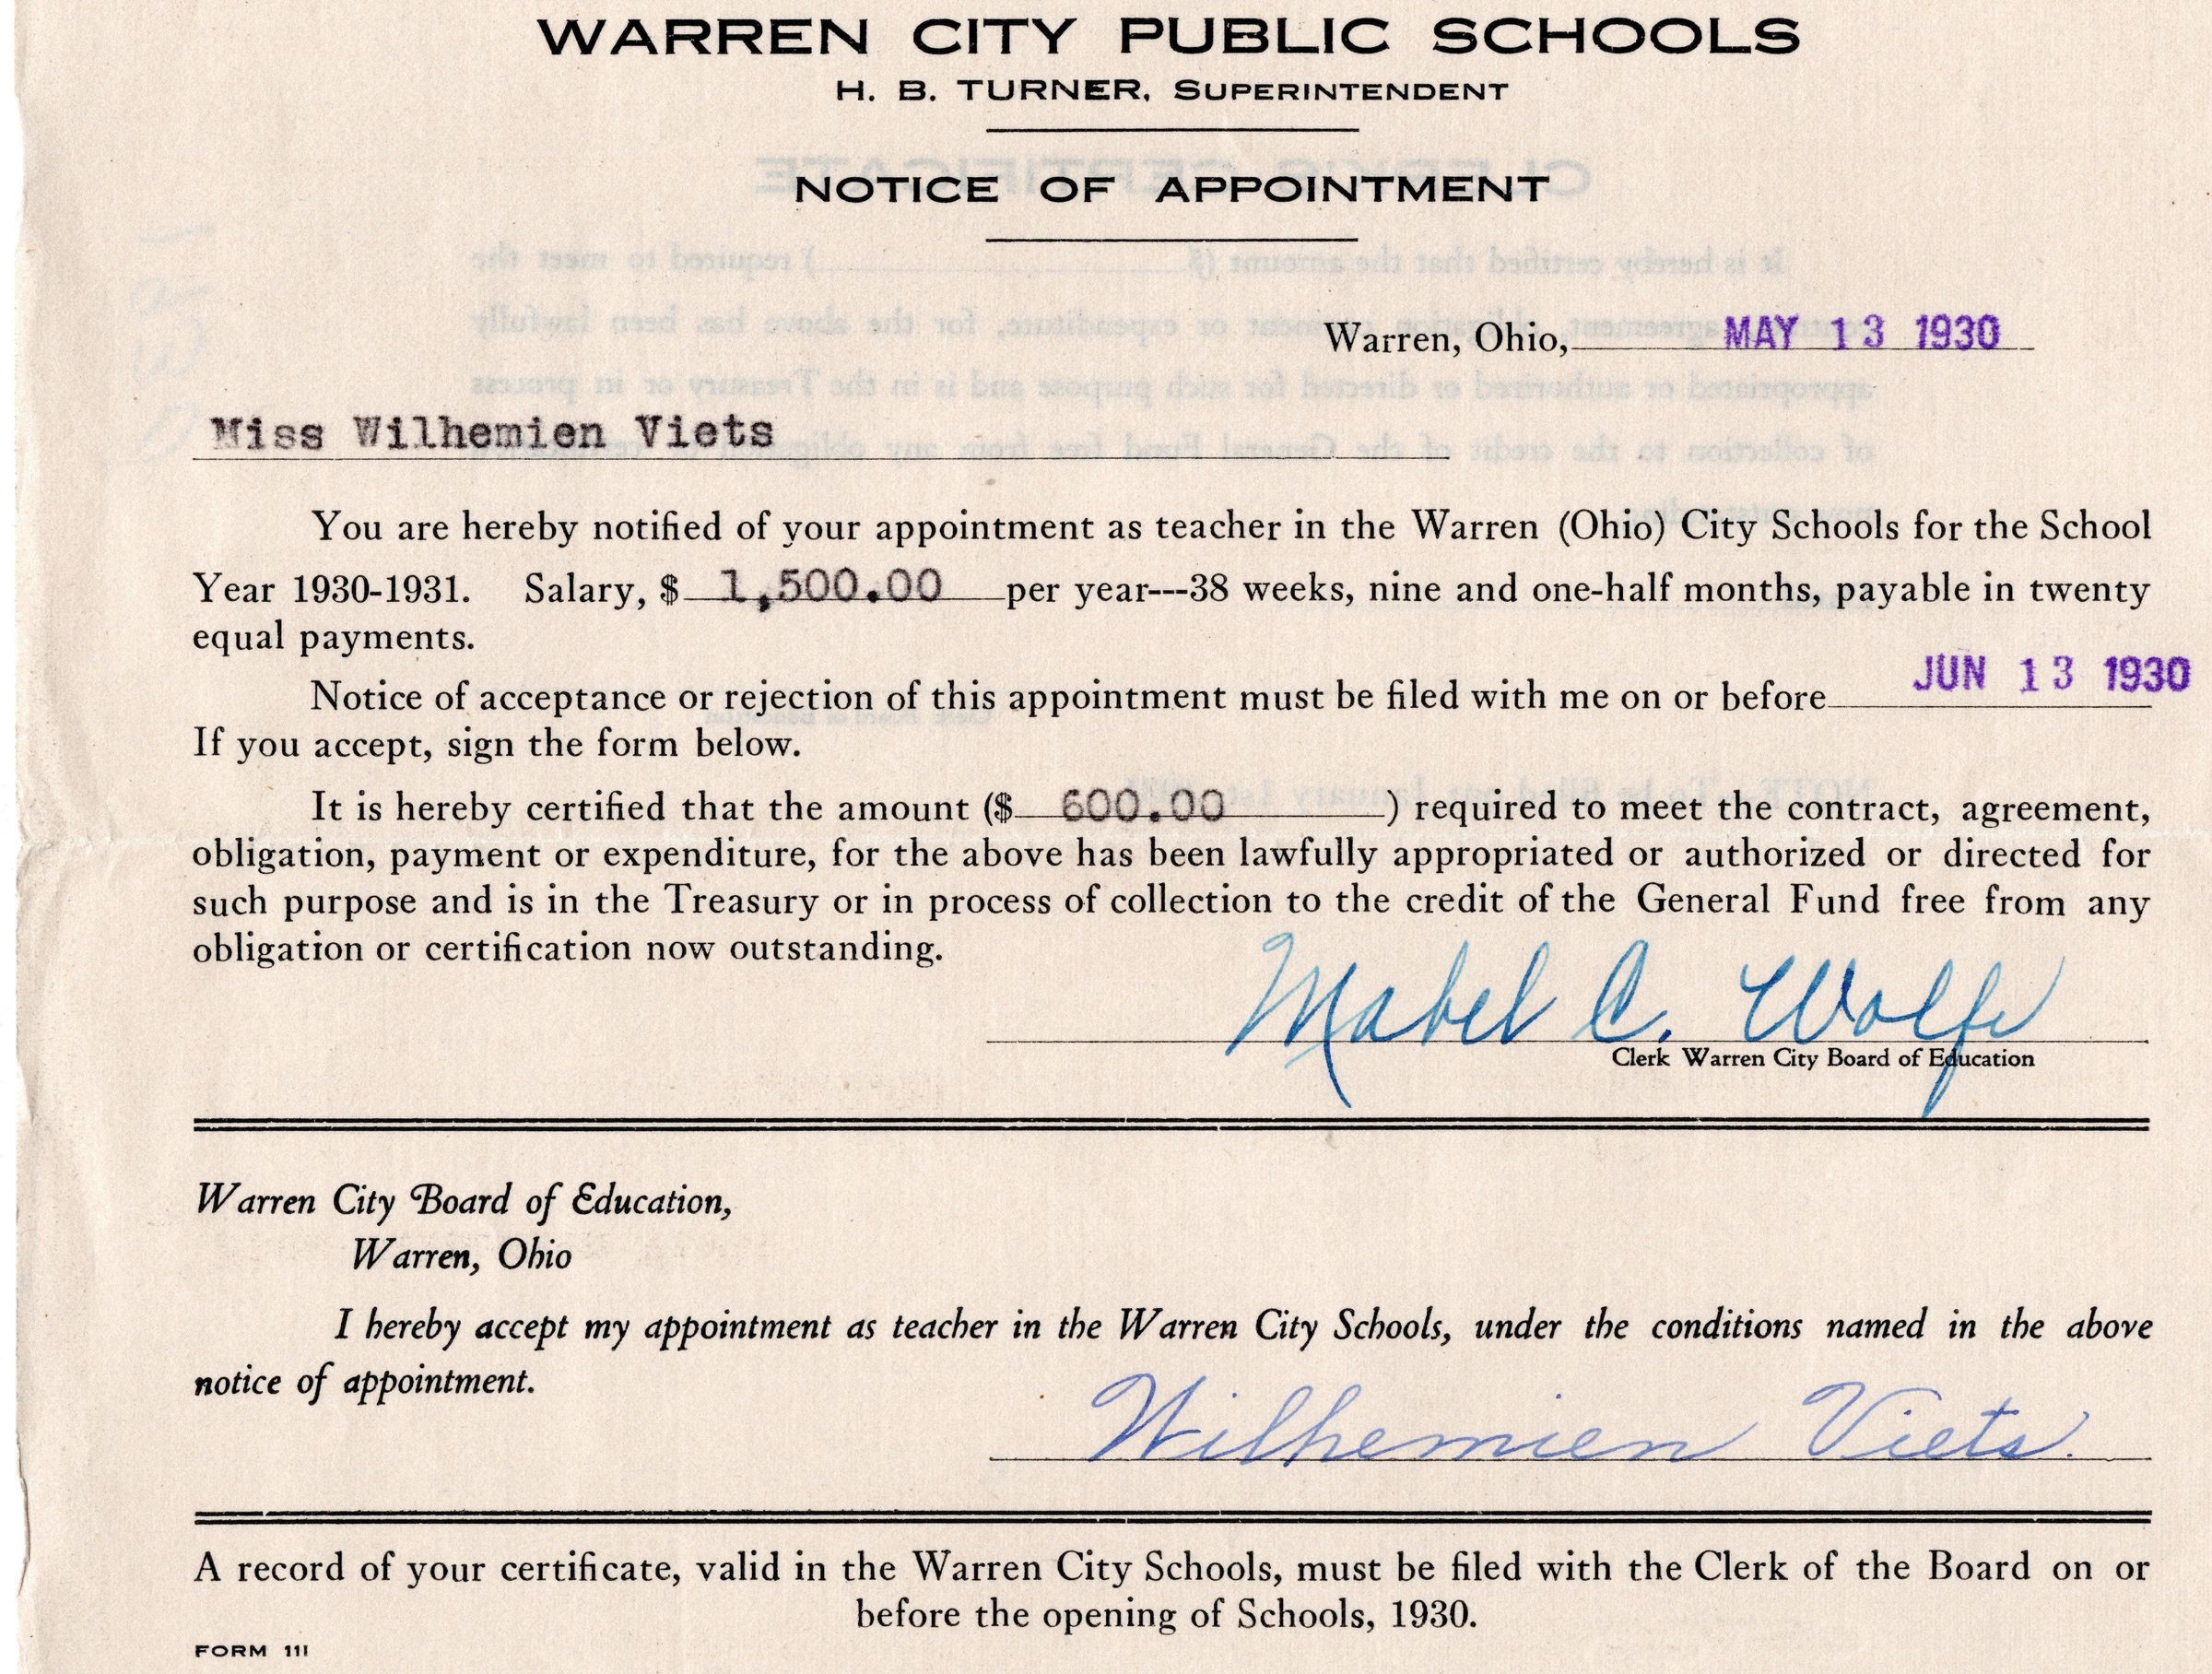 WARREN CITY PUBLIC SCHOOLS
H. B. TURNER, SUPERINTENDENT
NOTICE OF APPOINTMENT
Warren, Ohio, MAY 13 1930
Miss Wilhemien Viets
You are hereby notified of your appointment as teacher in the Warren (Ohio) City Schools for the School
Year 1930-1931. Salary, $ 1,500.00 per year---38 weeks, nine and one-half months, payable in twenty
equal payments.
Notice of acceptance or rejection of this appointment must be filed with me on or before JUN 13 1930
If you accept, sign the form below.
It is hereby certified that the amount ($ 600.00 ) required to meet the contract, agreement,
obligation, payment or expenditure, for the above has been lawfully appropriated or authorized or directed for
such purpose and is in the Treasury or in process of collection to the credit of the General Fund free from any
obligation or certification now outstanding.
Mabel C. Wolfe
Clerk Warren City Board of Education
Warren City Board of Education,
Warren, Ohio
I hereby accept my appointment as teacher in the Warren City Schools, under the conditions named in the above
notice of appointment.
Wilhemien Viets.
A record of your certificate, valid in the Warren City Schools, must be filed with the Clerk of the Board on or
before the opening of Schools, 1930.
FORM 111